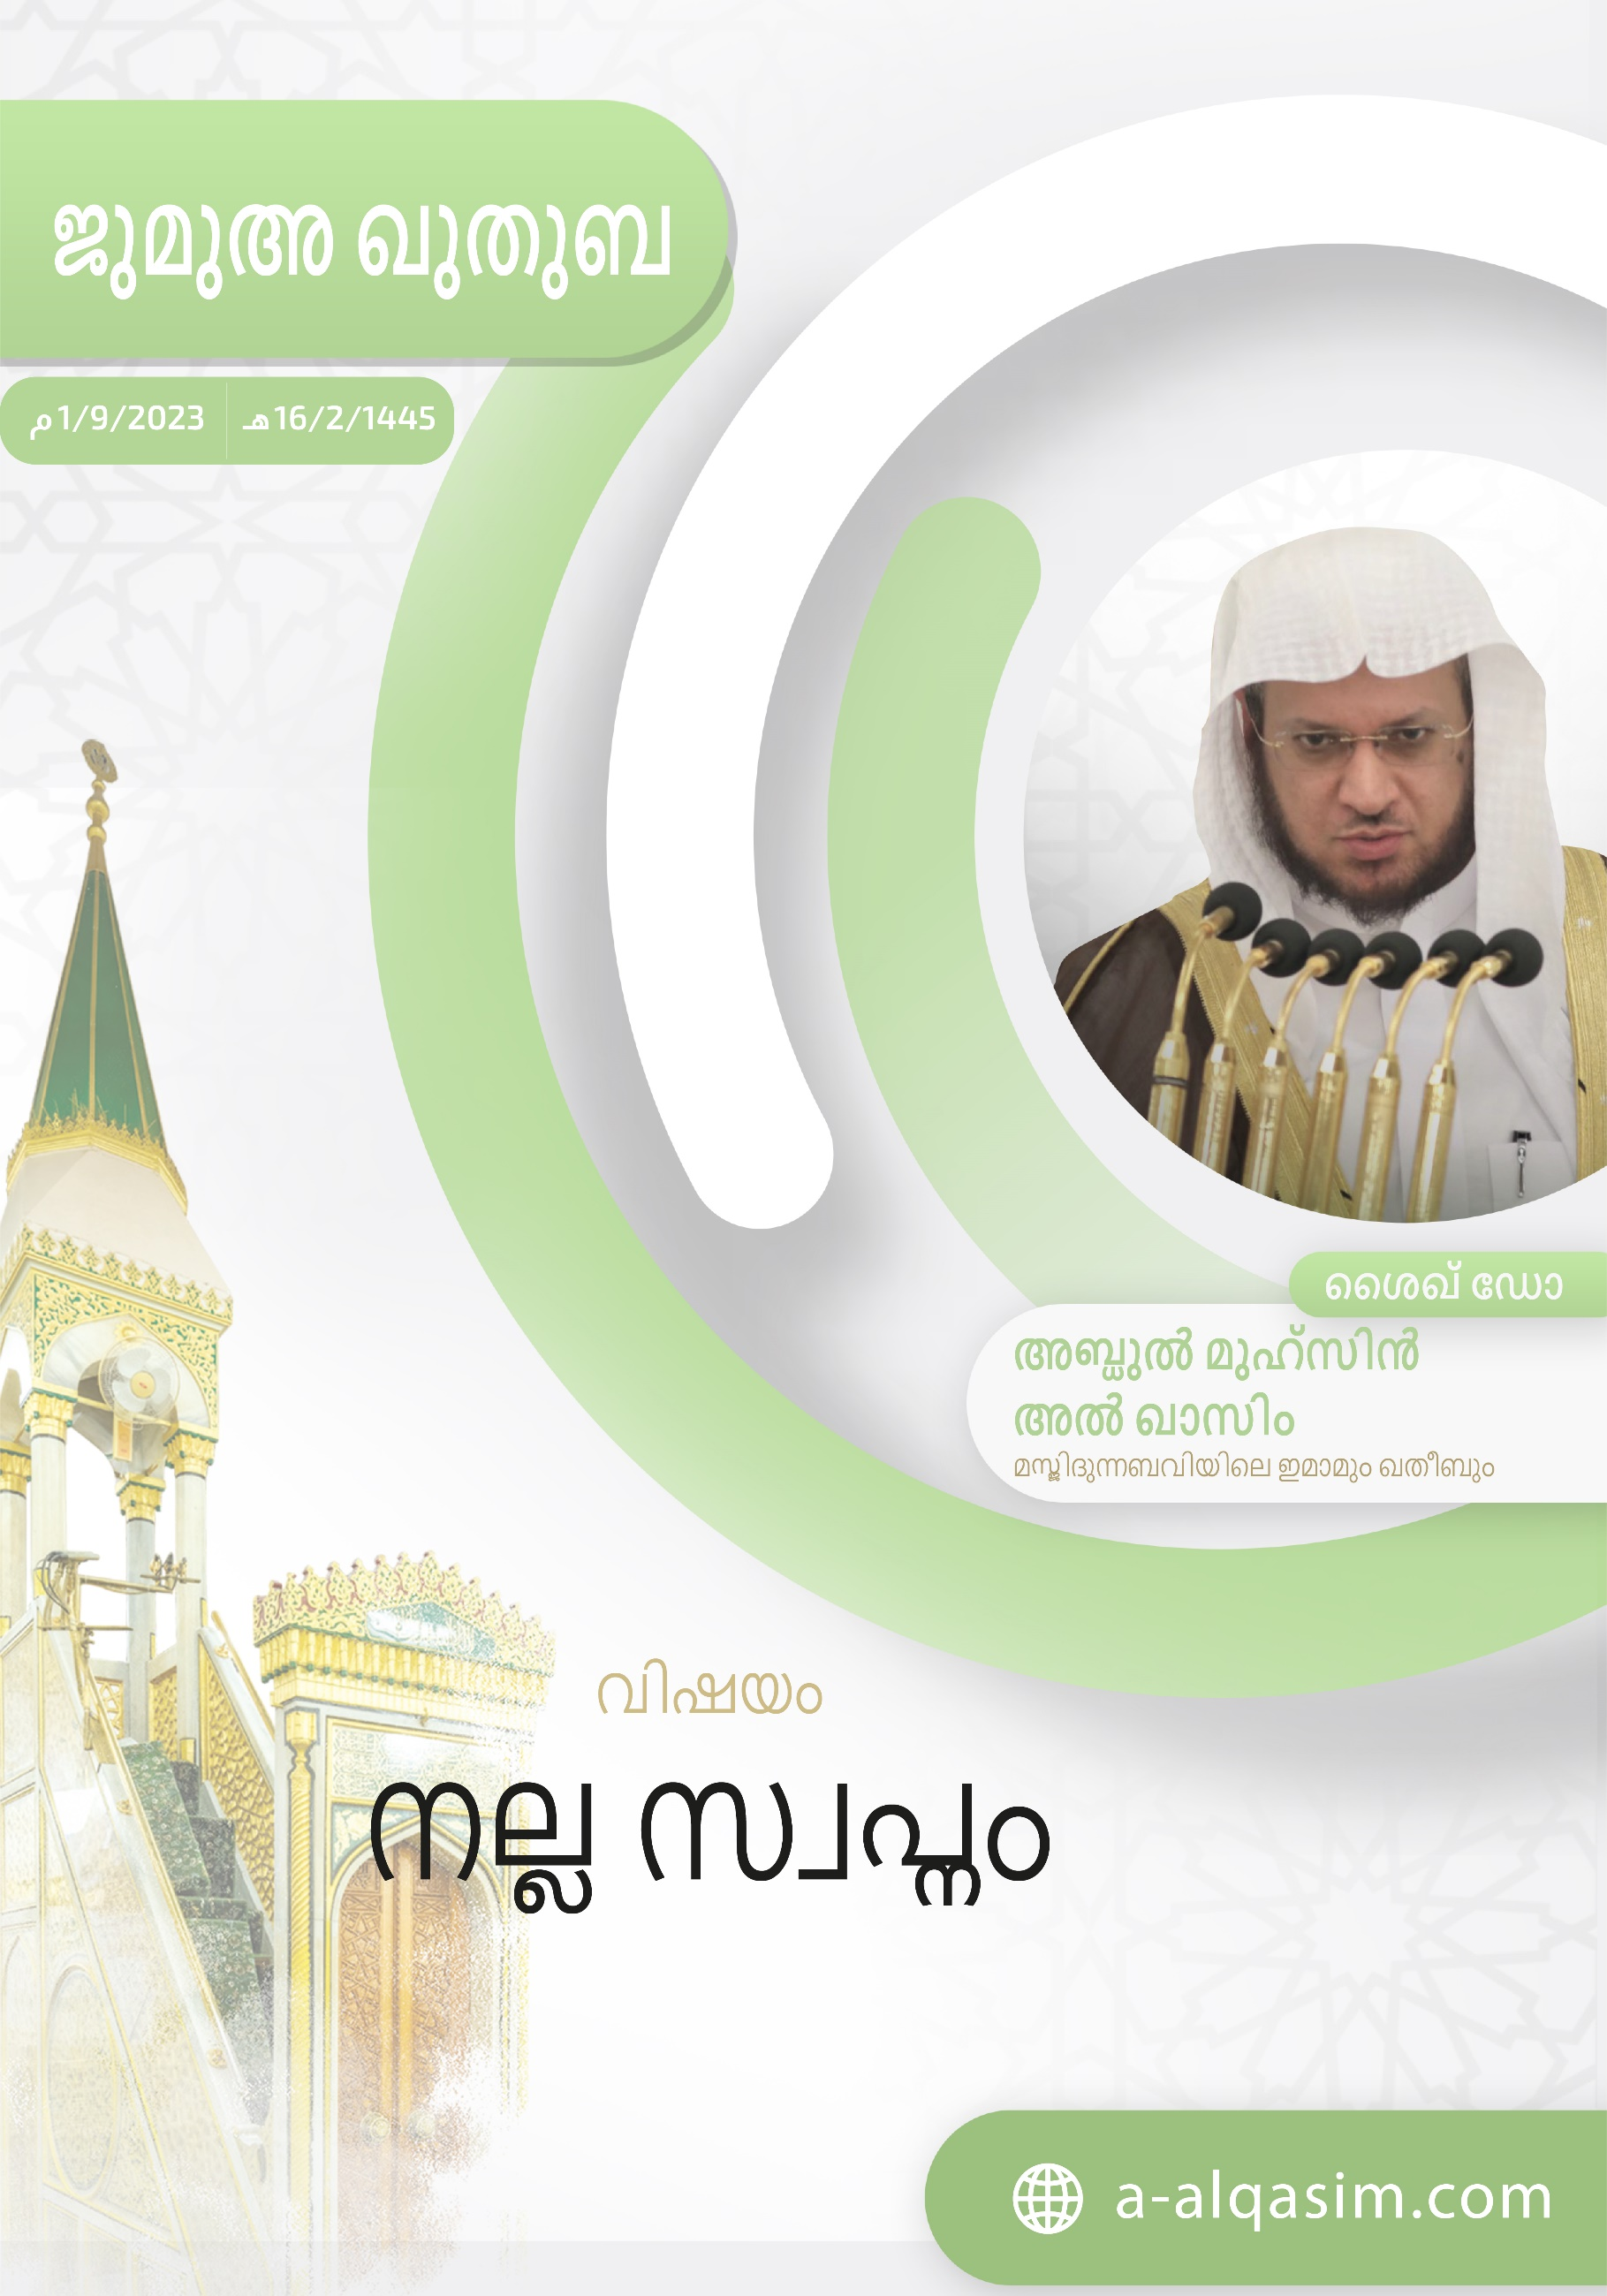 ജുമുഅ ഖുതുബ
1/9/2023م 16/2/1445هـ
ശൈഖ് ഡോ
അബ്ദുൽ മുഹ്സിൻ
അൽ ഖാസിം
മസ്ജിദുന്നബവിയിലെ ഇമാമും ഖതീബും
വിഷയം
നല്ല സ്വപ്നം
a-alqasim.com